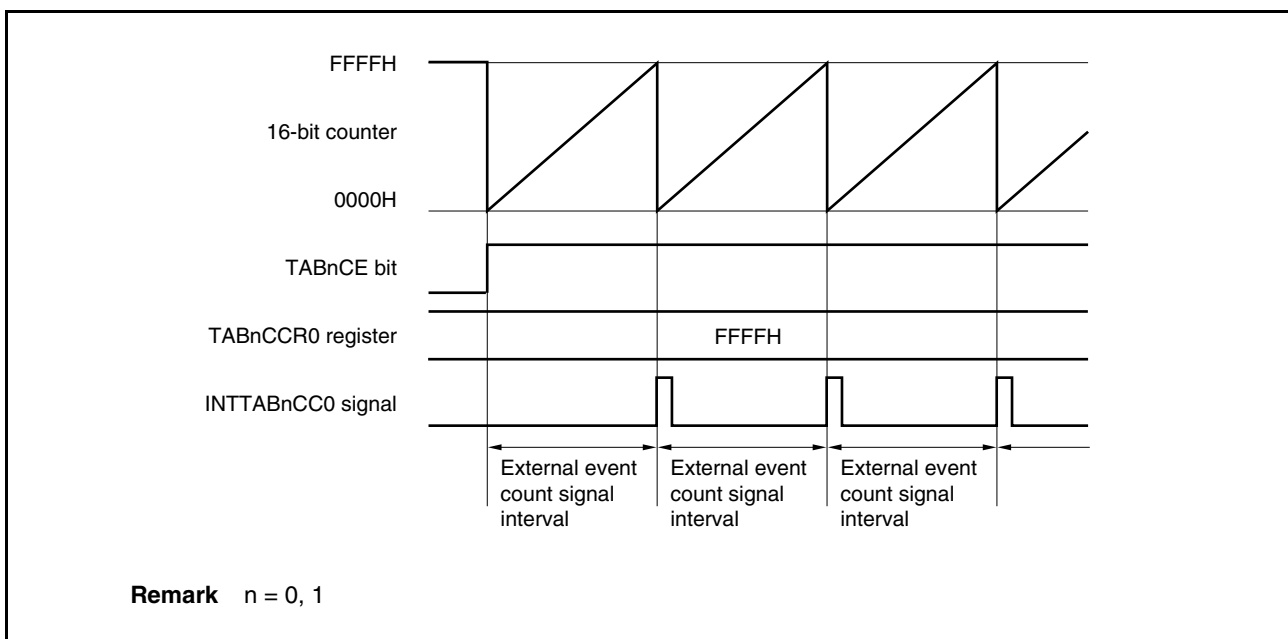 FFFFH
16-bit counter
0000H
TABnCE bit
TABnCCR0 register
FFFFH
INTTABnCC0 signal
External event
count signal
interval
External event
count signal
interval
External event
count signal
interval
Remark n = 0, 1